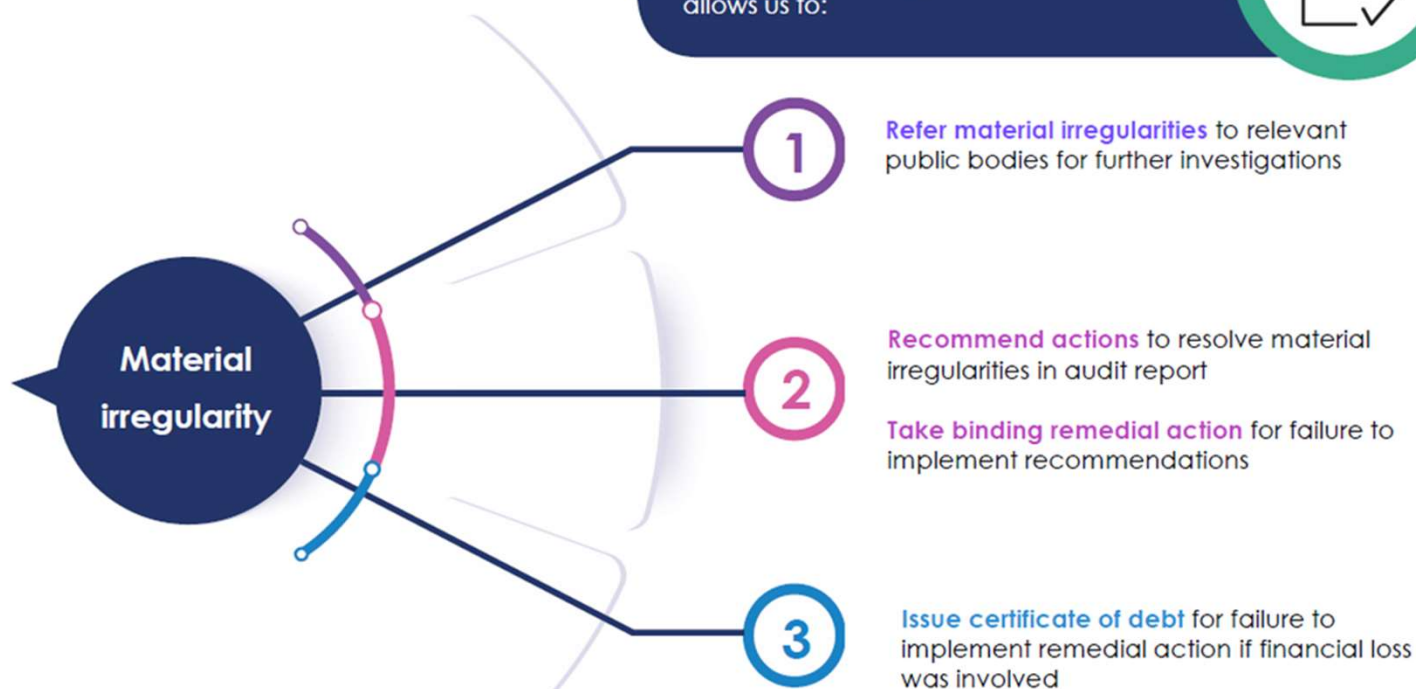 allows us to:
1
Refer material irregularities to relevant
public bodies for further investigations
Material
irregularity
2
Recommend actions to resolve material
irregularities in audit report
Take binding remedial action for failure to
implement recommendations
3
Issue certificate of debt for failure to
implement remedial action if financial loss
was involved